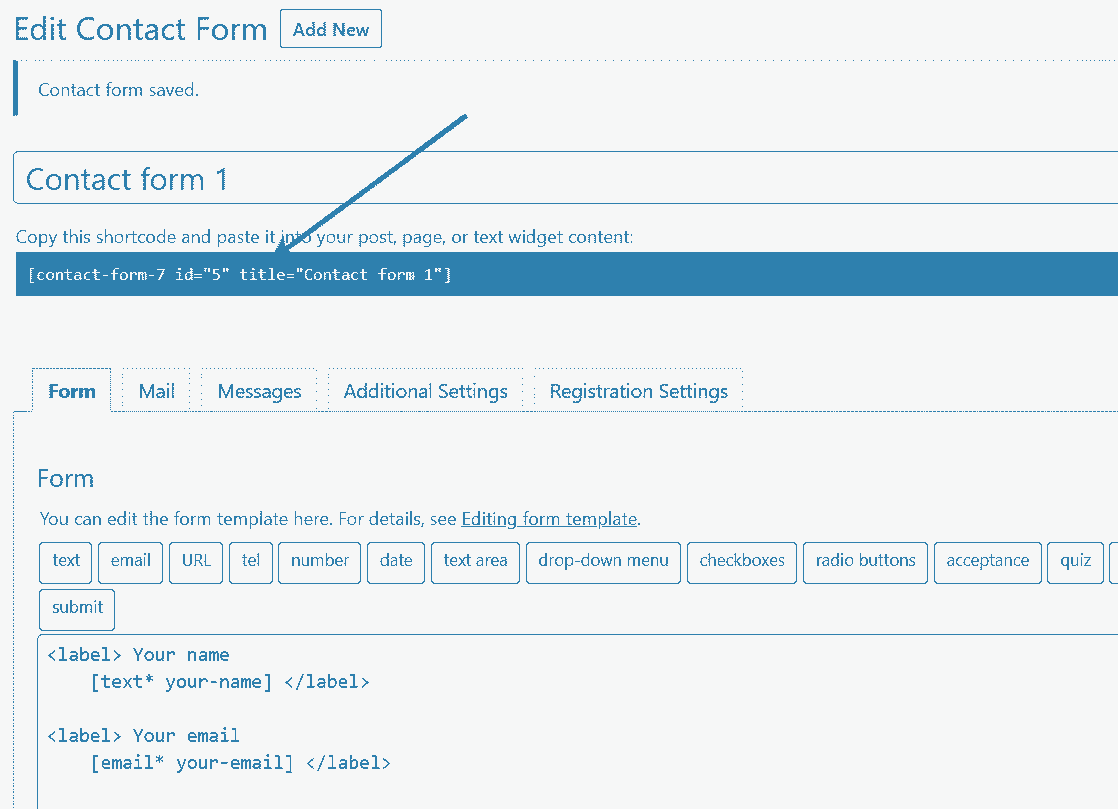 Edit Contact Form Add New
Contact form saved.
Contact form 1
Copy this shortcode and paste it into your post, page, or text widget content:
[contact-form-7 id="5" title="Contact form 1"]
Form Mail Messages Additional Settings Registration Settings
Form
You can edit the form template here. For details, see Editing form template.
text email URL tel number date text area drop-down menu checkboxes radio buttons acceptance quiz
submit
<label> Your name
[text* your-name] </label>
<label> Your email
[email* your-email] </label>